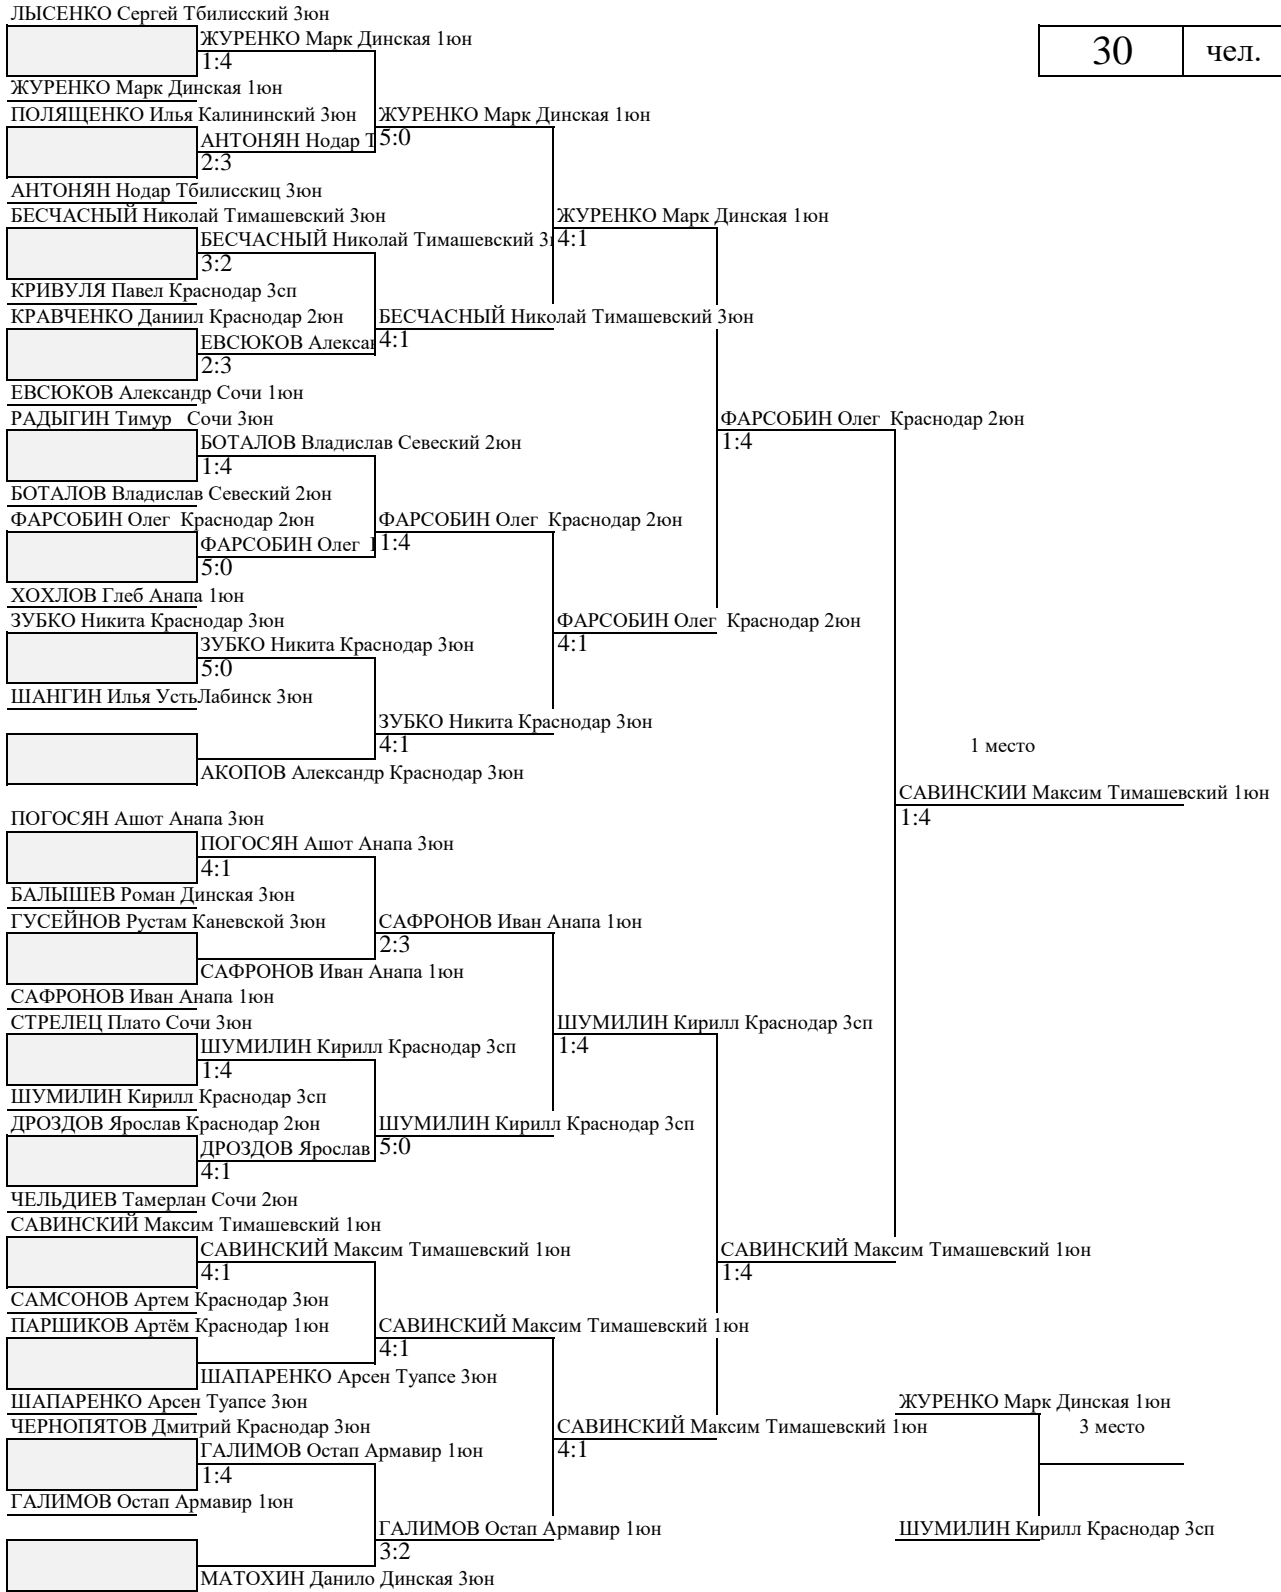 ЛЫСЕНКО Сергей Тбилисский 3юн
ЖУРЕНКО Марк Динская 1юн
30 чел.
1:4
ЖУРЕНКО Марк Динская 1юн
ПОЛЯЩЕНКО Илья Калининский 3юн
ЖУРЕНКО Марк Динская 1юн
АНТОНЯН Нодар Т
5:0
2:3
АНТОНЯН Нодар Тбилисскиц 3юн
БЕСЧАСНЫЙ Николай Тимашевский 3юн
ЖУРЕНКО Марк Динская 1юн
БЕСЧАСНЫЙ Николай Тимашевский 3
4:1
3:2
КРИВУЛЯ Павел Краснодар 3сп
КРАВЧЕНКО Даниил Краснодар 2юн
БЕСЧАСНЫЙ Николай Тимашевский 3юн
ЕВСЮКОВ Алекса
4:1
2:3
ЕВСЮКОВ Александр Сочи 1юн
РАДЫГИН Тимур Сочи 3юн
ФАРСОБИН Олег Краснодар 2юн
БОТАЛОВ Владислав Севеский 2юн
1:4
1:4
БОТАЛОВ Владислав Севеский 2юн
ФАРСОБИН Олег Краснодар 2юн
ФАРСОБИН Олег Краснодар 2юн
ФАРСОБИН Олег
1:4
5:0
ХОХЛОВ Глеб Анапа 1юн
ЗУБКО Никита Краснодар 3юн
ФАРСОБИН Олег Краснодар 2юн
ЗУБКО Никита Краснодар 3юн
4:1
5:0
ШАНГИН Илья УстьЛабинск 3юн
ЗУБКО Никита Краснодар 3юн
4:1
1 место
АКОПОВ Александр Краснодар 3юн
САВИНСКИЙ Максим Тимашевский 1юн
1:4
ПОГОСЯН Ашот Анапа 3юн
ПОГОСЯН Ашот Анапа 3юн
4:1
БАЛЫШЕВ Роман Динская 3юн
ГУСЕЙНОВ Рустам Каневской 3юн
САФРОНОВ Иван Анапа 1юн
2:3
САФРОНОВ Иван Анапа 1юн
САФРОНОВ Иван Анапа 1юн
СТРЕЛЕЦ Плато Сочи 3юн
ШУМИЛИН Кирилл Краснодар 3сп
ШУМИЛИН Кирилл Краснодар 3сп
1:4
1:4
ШУМИЛИН Кирилл Краснодар 3сп
ДРОЗДОВ Ярослав Краснодар 2юн
ШУМИЛИН Кирилл Краснодар 3сп
ДРОЗДОВ Ярослав
5:0
4:1
ЧЕЛЬДИЕВ Тамерлан Сочи 2юн
САВИНСКИЙ Максим Тимашевский 1юн
САВИНСКИЙ Максим Тимашевский 1юн
САВИНСКИЙ Максим Тимашевский 1юн
4:1
1:4
САМСОНОВ Артем Краснодар 3юн
ПАРШИКОВ Артём Краснодар 1юн
САВИНСКИЙ Максим Тимашевский 1юн
4:1
ШАПАРЕНКО Арсен Туапсе 3юн
ШАПАРЕНКО Арсен Туапсе 3юн
ЖУРЕНКО Марк Динская 1юн
ЧЕРНОПЯТОВ Дмитрий Краснодар 3юн
САВИНСКИЙ Максим Тимашевский 1юн
3 место
ГАЛИМОВ Остап Армавир 1юн
4:1
1:4
ГАЛИМОВ Остап Армавир 1юн
ГАЛИМОВ Остап Армавир 1юн
ШУМИЛИН Кирилл Краснодар 3сп
3:2
МАТОХИН Данило Динская 3юн